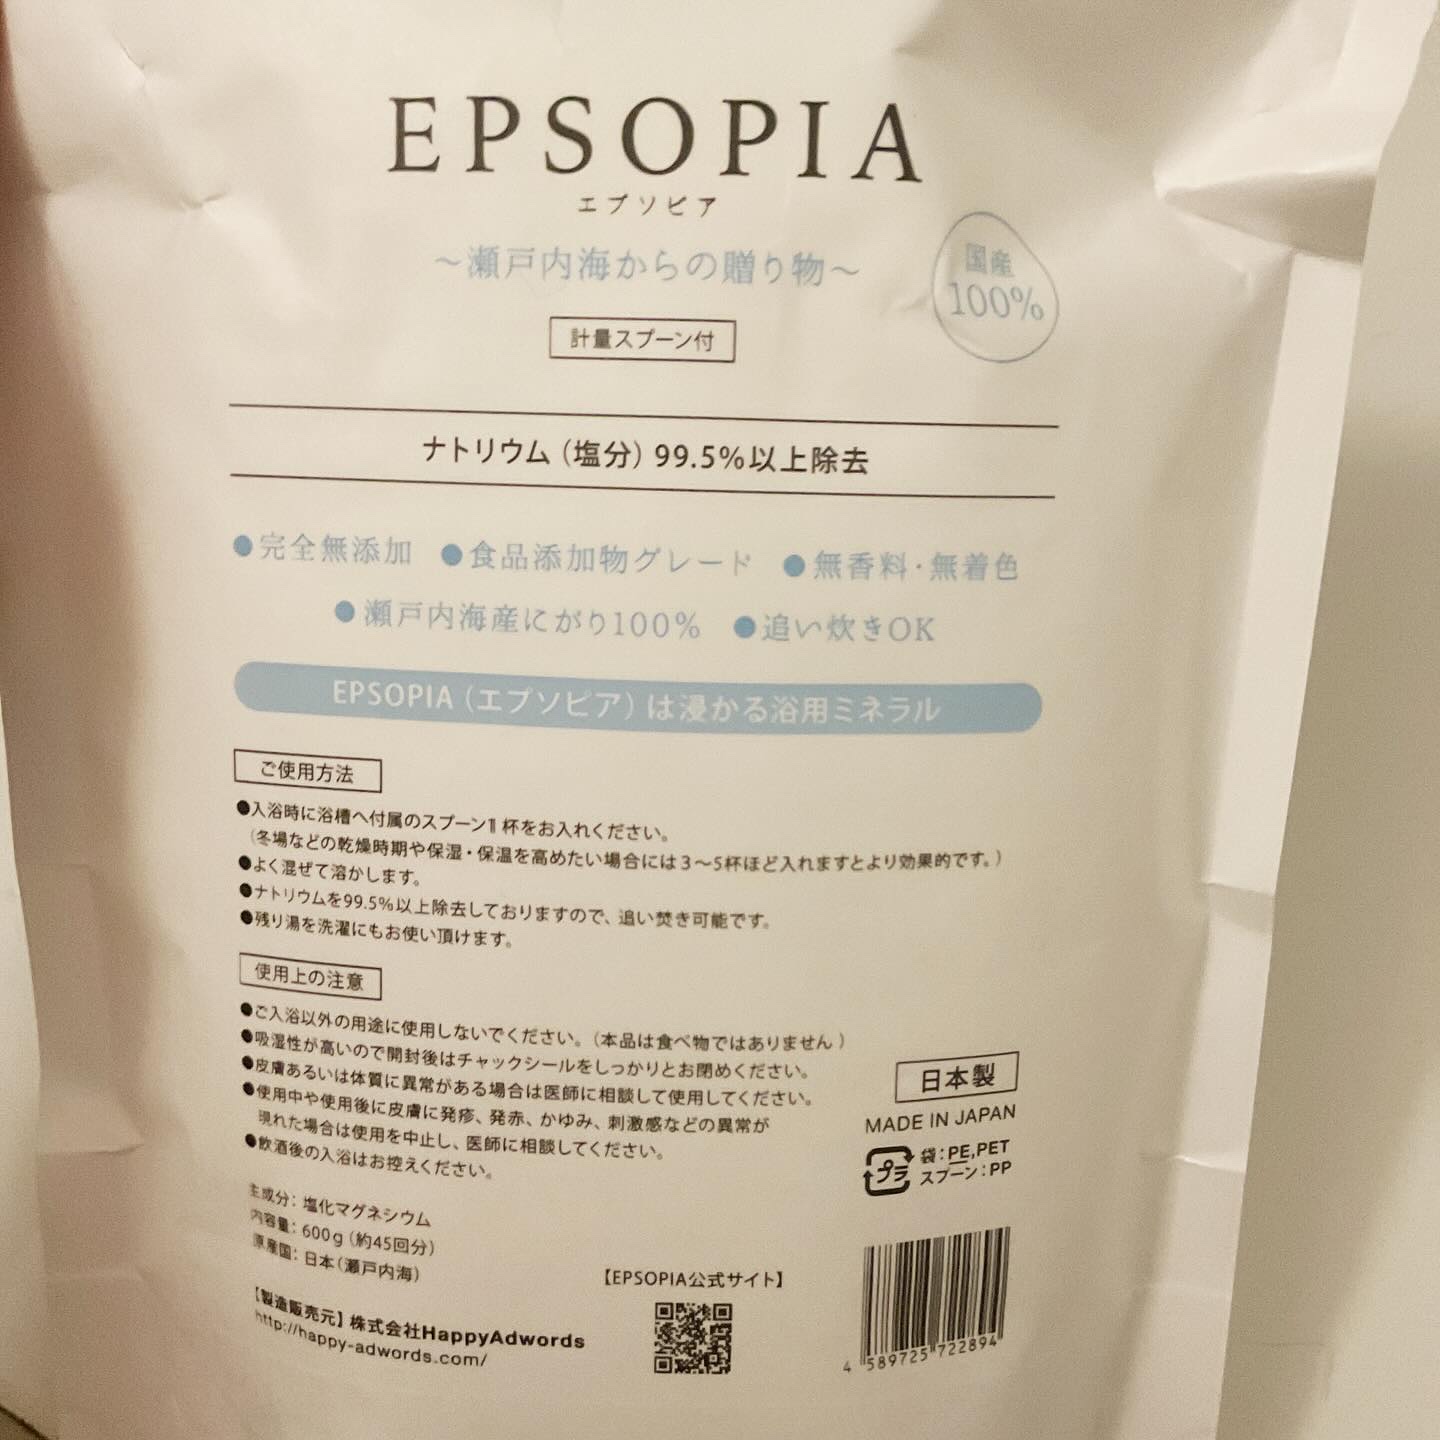 EPSOPIA
エプソピア
～瀬戸内海からの贈り物～
国産
100%
計量スプーン付
ナトリウム（塩分）99.5%以上除去
●完全無添加 ●食品添加物グレード ●無香料・無着色
●瀬戸内海産にがり100% ●追い炊きOK
EPSOPIA（エプソピア）は浸かる浴用ミネラル
ご使用方法
●入浴時に浴槽へ付属のスプーン1杯をお入れください。
（冬場などの乾燥時期や保湿・保温を高めたい場合には3～5杯ほど入れますとより効果的です。）
●よく混ぜて溶かします。
●ナトリウムを99.5%以上除去しておりますので、追い焚き可能です。
●残り湯を洗濯にもお使い頂けます。
使用上の注意
●ご入浴以外の用途に使用しないでください。（本品は食べ物ではありません）
●吸湿性が高いので開封後はチャックシールをしっかりとお閉めください。
●皮膚あるいは体質に異常がある場合は医師に相談して使用してください。
●使用中や使用後に皮膚に発疹、発赤、かゆみ、刺激感などの異常が
現れた場合は使用を中止し、医師に相談してください。
●飲酒後の入浴はお控えください。
主成分：塩化マグネシウム
内容量：600g（約45回分）
原産国：日本（瀬戸内海）
【製造販売元】株式会社HappyAdwords
http://happy-adwords.com/
【EPSOPIA公式サイト】
日本製
MADE IN JAPAN
プラ
袋：PE,PET
スプーン：PP
4 589725 722894